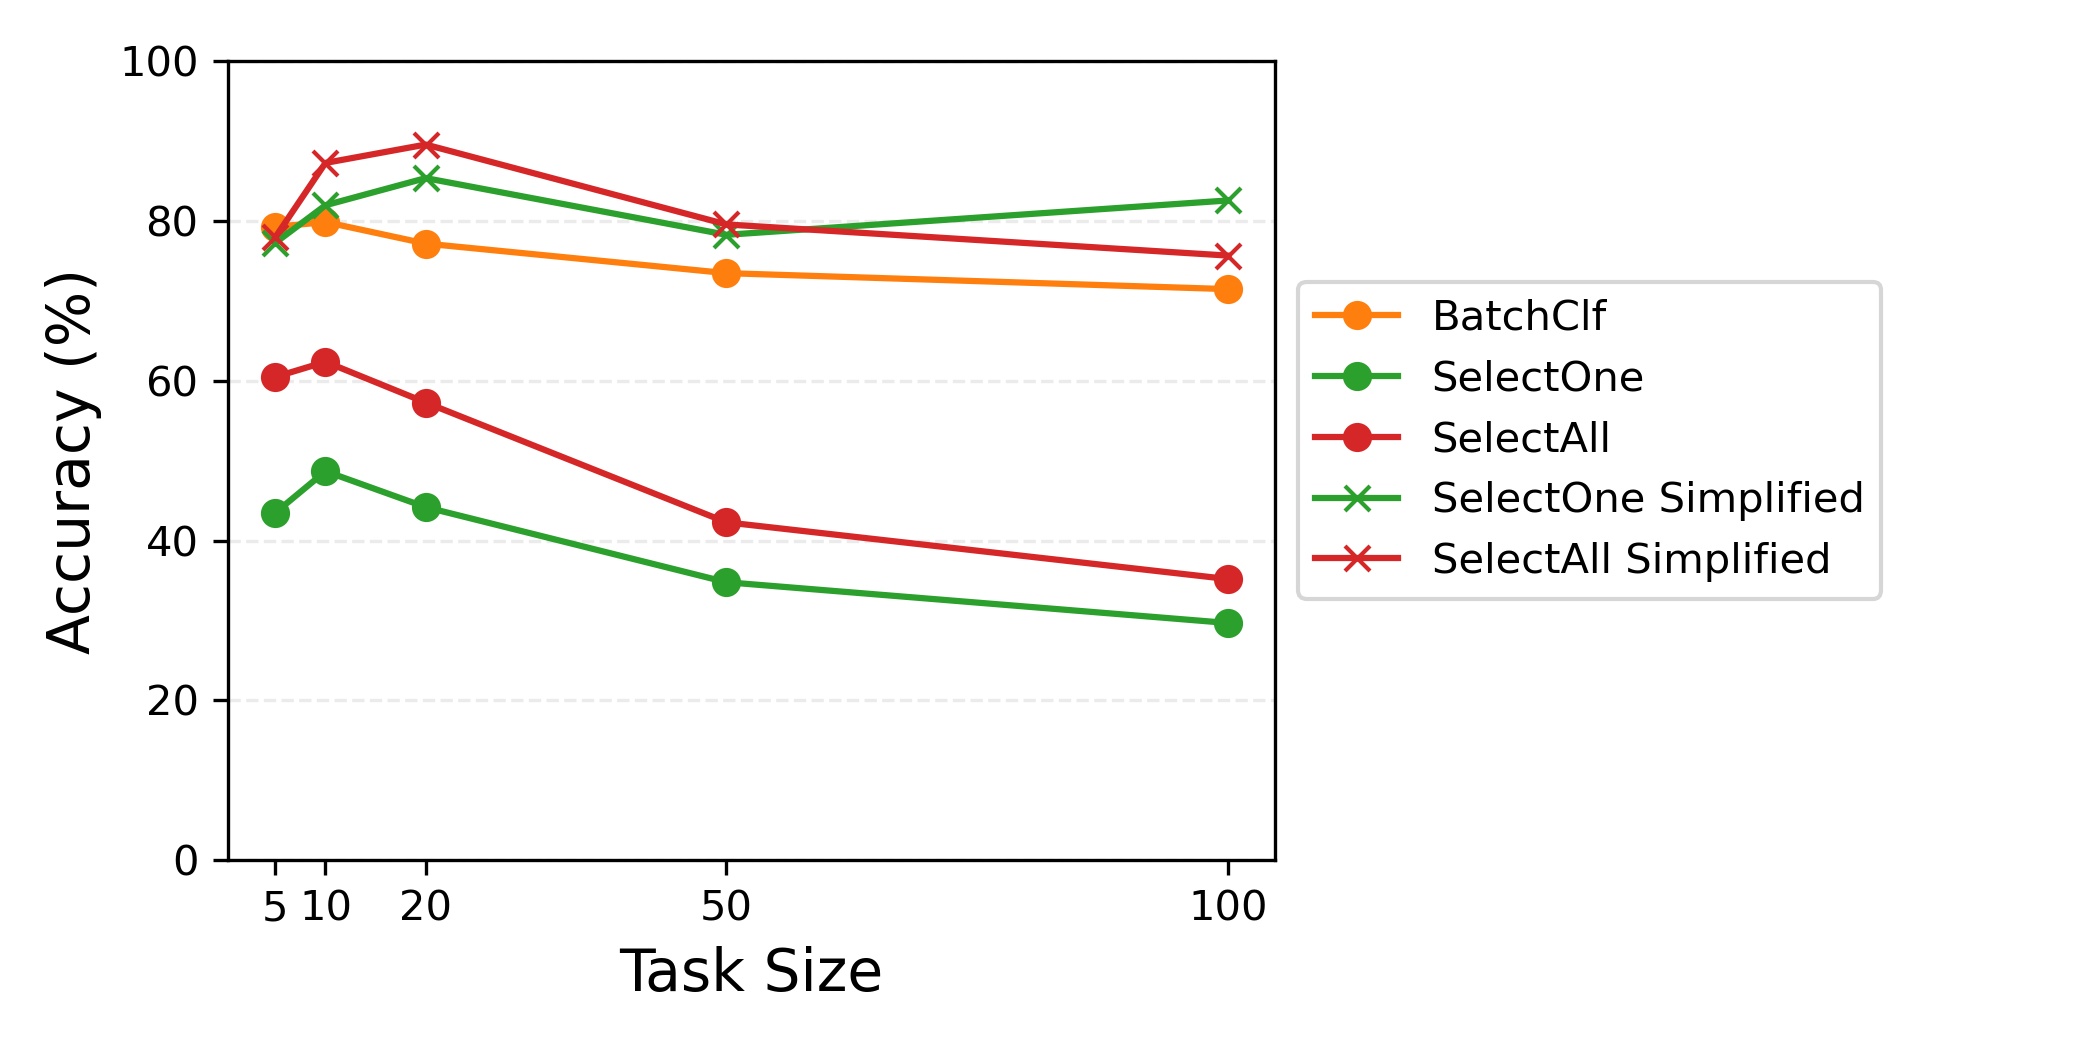 Accuracy (%)
100
80
60
40
20
0
5 10 20 50 100
Task Size
BatchClf
SelectOne
SelectAll
SelectOne Simplified
SelectAll Simplified